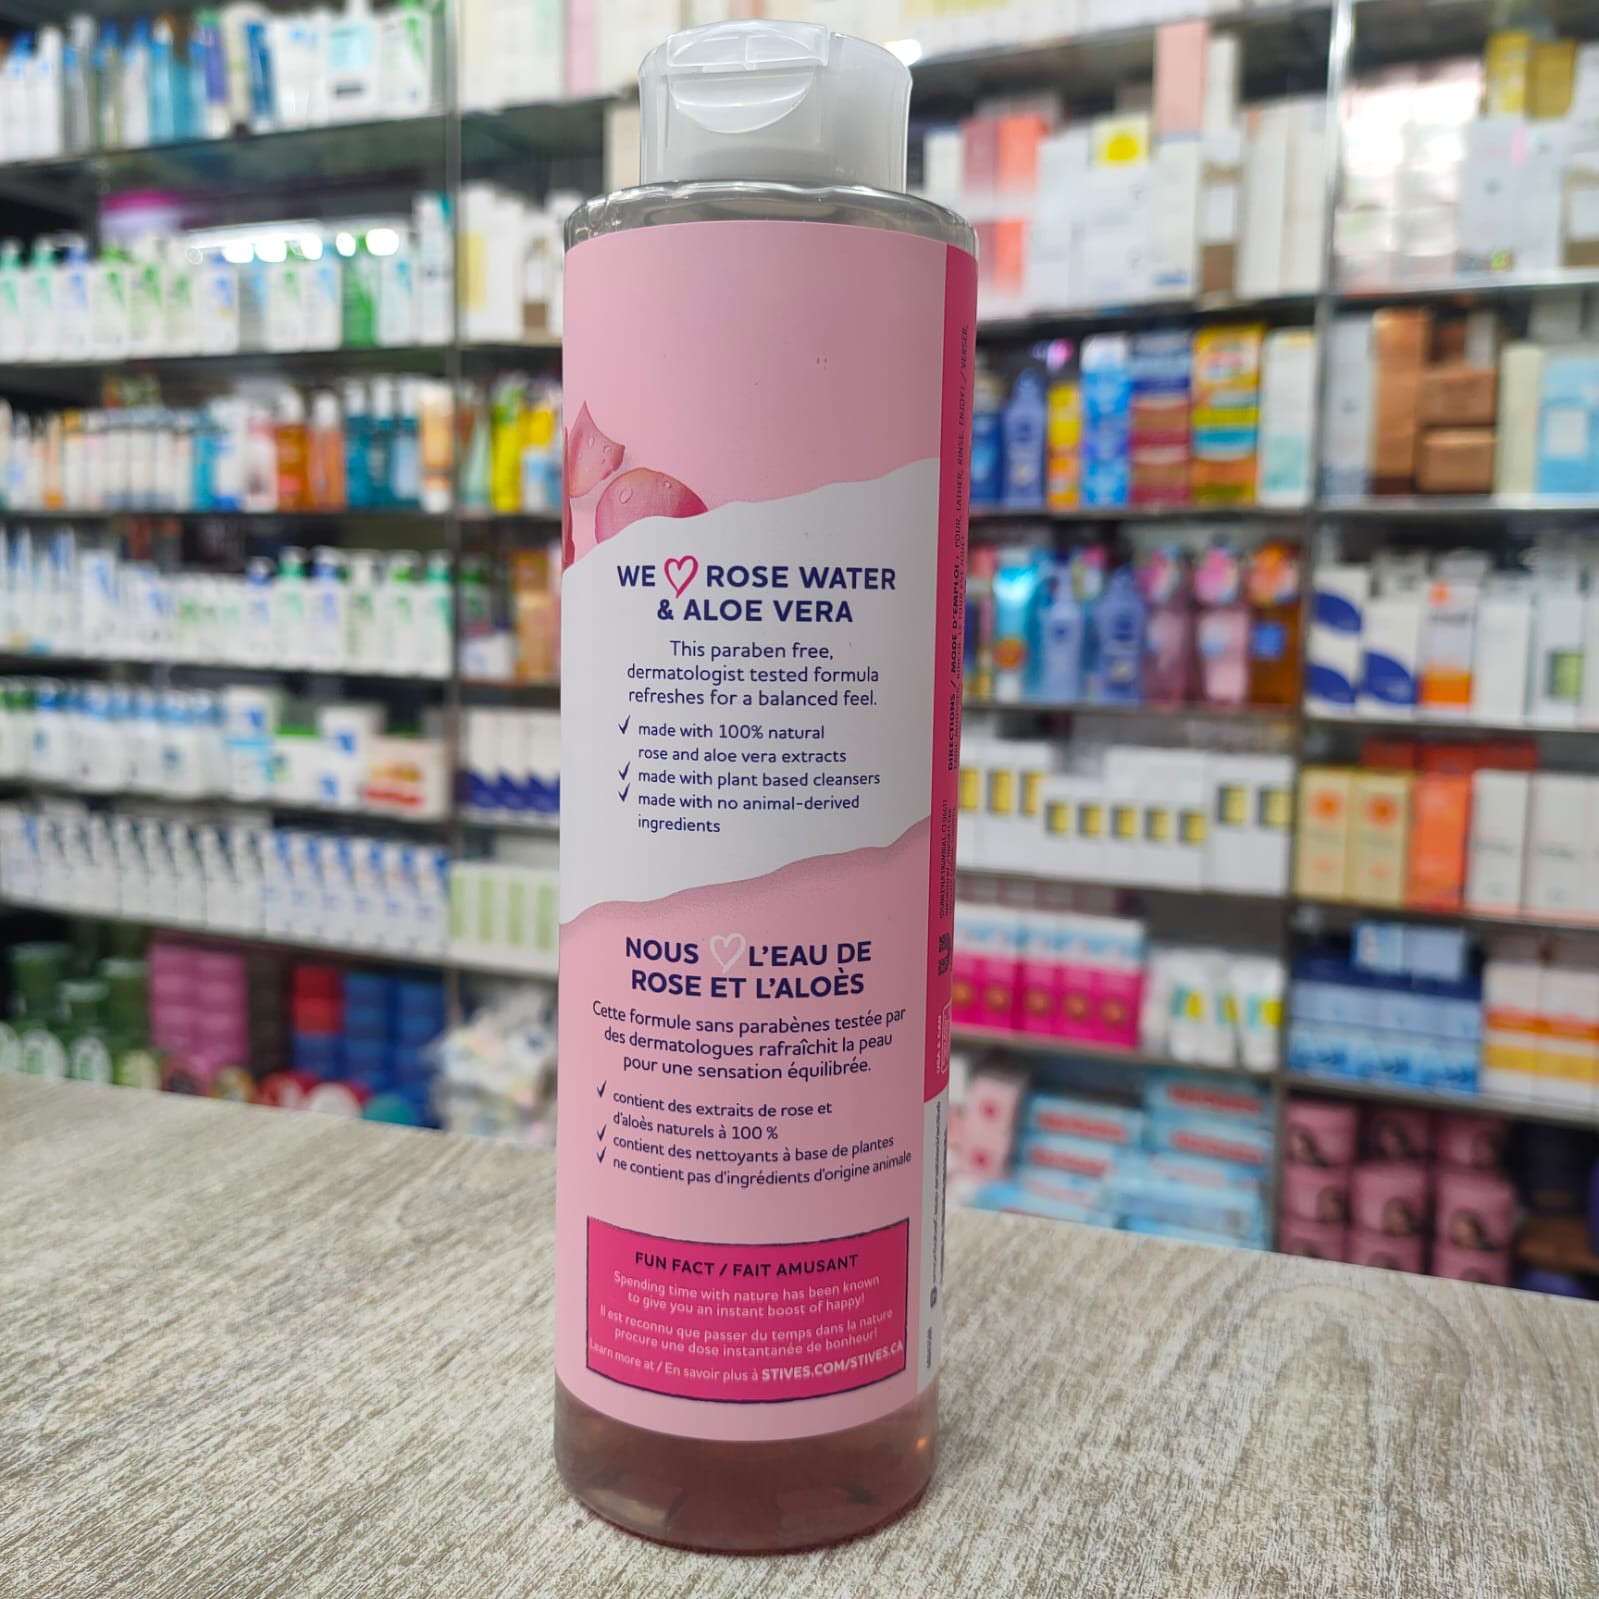 WE ROSE WATER
& ALOE VERA
This paraben free,
dermatologist tested formula
refreshes for a balanced feel.
made with 100% natural
rose and aloe vera extracts
made with plant based cleansers
made with no animal-derived
ingredients
NOUS L'EAU DE
ROSE ET L'ALOÈS
Cette formule sans parabènes testée par
des dermatologues rafraîchit la peau
pour une sensation équilibrée.
contient des extraits de rose et
d'aloès naturels à 100 %
contient des nettoyants à base de plantes
ne contient pas d'ingrédients d'origine animale
FUN FACT / FAIT AMUSANT
Spending time with nature has been known
to give you an instant boost of happy!
Il est reconnu que passer du temps dans la nature
procure une dose instantanée de bonheur!
Learn more at / En savoir plus à STIVES.COM/STIVES.CA
DIRECTIONS / MODE D'EMPLOI : POUR, LATHER, RINSE, ENJOY! / VERSER,